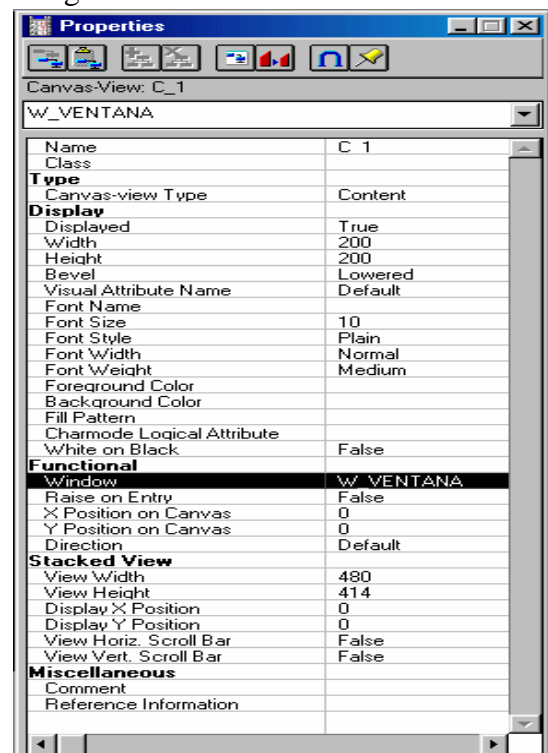 Properties
Canvas-View: C_1
W_VENTANA
Name C_1
Class
Type
Canvas-view Type Content
Display
Displayed True
Width 200
Height 200
Bevel Lowered
Visual Attribute Name Default
Font Name
Font Size 10
Font Style Plain
Font Width Normal
Font Weight Medium
Foreground Color
Background Color
Fill Pattern
Charmode Logical Attribute
White on Black False
Functional
Window W_VENTANA
Raise on Entry False
X Position on Canvas 0
Y Position on Canvas 0
Direction Default
Stacked View
View Width 480
View Height 414
Display X Position 0
Display Y Position 0
View Horiz. Scroll Bar False
View Vert. Scroll Bar False
Miscellaneous
Comment
Reference Information